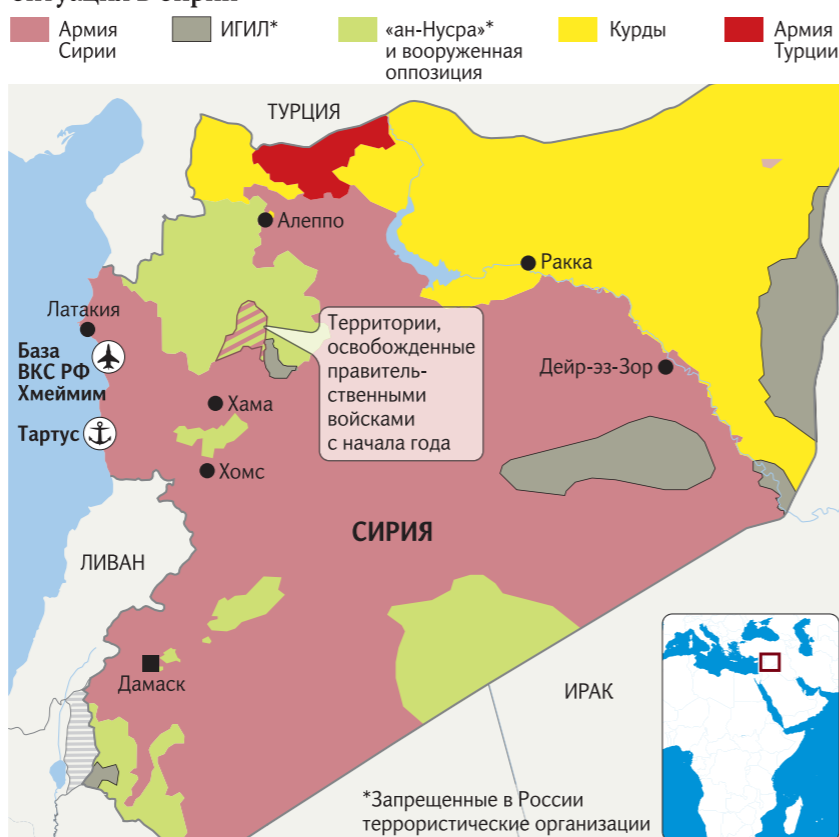 Ситуация в Сирии
Армия
Сирии
ИГИЛ*
«ан-Нусра»*
и вооруженная
оппозиция
Курды
Армия
Турции
ТУРЦИЯ
Алеппо
Ракка
Латакия
База
ВКС РФ
Хмеймим
Территории,
освобожденные
правитель-
ственными
войсками
с начала года
Дейр-эз-Зор
Хама
Тартус
Хомс
СИРИЯ
ЛИВАН
Дамаск
ИРАК
*Запрещенные в России
террористические организации